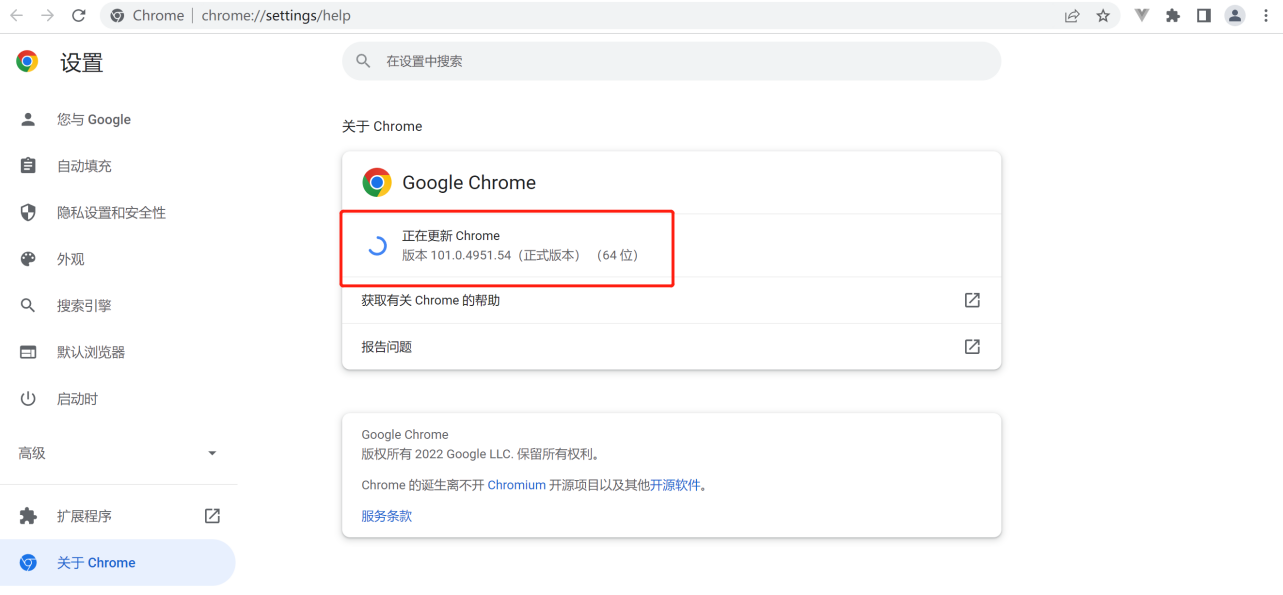 Chrome | chrome://settings/help
设置
在设置中搜索
您与 Google
自动填充
隐私设置和安全性
外观
搜索引擎
默认浏览器
启动时
高级
扩展程序
关于 Chrome
关于 Chrome
Google Chrome
正在更新 Chrome
版本 101.0.4951.54（正式版本） （64 位）
获取有关 Chrome 的帮助
报告问题
Google Chrome
版权所有 2022 Google LLC. 保留所有权利。
Chrome 的诞生离不开 Chromium 开源项目以及其他开源软件。
服务条款